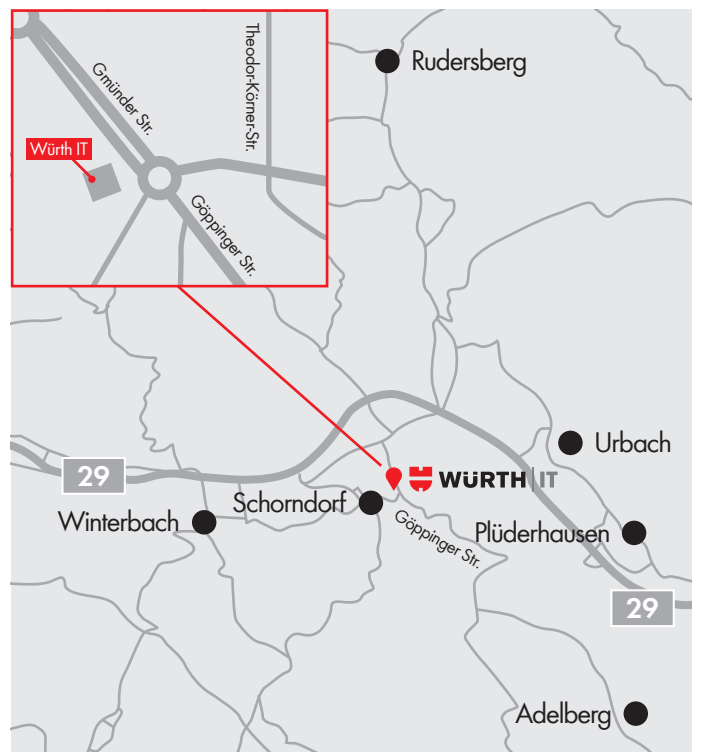 Theodor-Körner-Str.
Gmünder Str.
Rudersberg
Würth IT
Göppinger Str.
Urbach
29
WÜRTH IT
Schorndorf
Winterbach
Göppinger Str.
Plüderhausen
29
Adelberg